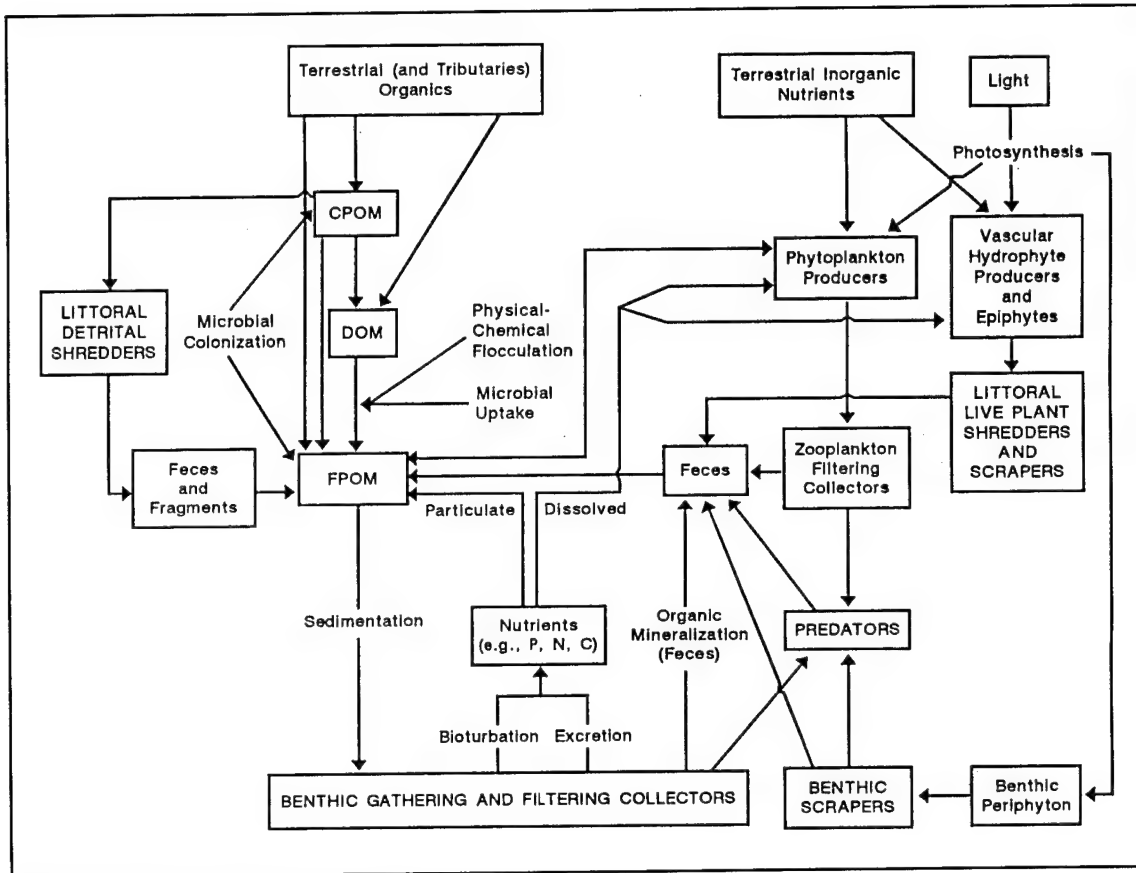 Terrestrial (and Tributaries)
Organics
Terrestrial Inorganic
Nutrients
Light
Photosynthesis
CPOM
Vascular
Hydrophyte
Producers
and
Epiphytes
Phytoplankton
Producers
LITTORAL
DETRITAL
SHREDDERS
Microbial
Colonization
DOM
Physical-
Chemical
Flocculation
Microbial
Uptake
LITTORAL
LIVE PLANT
SHREDDERS
AND
SCRAPERS
Feces
and
Fragments
FPOM
Feces
Zooplankton
Filtering
Collectors
Particulate
Dissolved
Sedimentation
Nutrients
(e.g., P, N, C)
Organic
Mineralization
(Feces)
PREDATORS
Bioturbation
Excretion
BENTHIC GATHERING AND FILTERING COLLECTORS
BENTHIC
SCRAPERS
Benthic
Periphyton